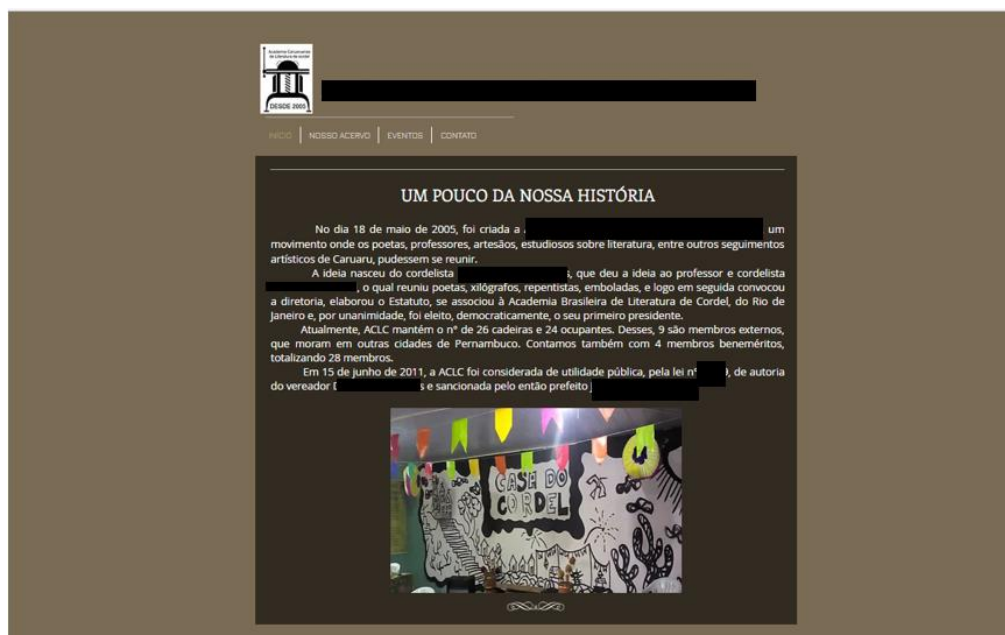 Academia Caruaruense
de Literatura de cordel
DESDE 2005
INÍCIO NOSSO ACERVO EVENTOS CONTATO
UM POUCO DA NOSSA HISTÓRIA
No dia 18 de maio de 2005, foi criada a um
movimento onde os poetas, professores, artesãos, estudiosos sobre literatura, entre outros seguimentos
artísticos de Caruaru, pudessem se reunir.
A ideia nasceu do cordelista s, que deu a ideia ao professor e cordelista
, o qual reuniu poetas, xilógrafos, repentistas, emboladas, e logo em seguida convocou
a diretoria, elaborou o Estatuto, se associou à Academia Brasileira de Literatura de Cordel, do Rio de
Janeiro e, por unanimidade, foi eleito, democraticamente, o seu primeiro presidente.
Atualmente, ACLC mantém o n° de 26 cadeiras e 24 ocupantes. Desses, 9 são membros externos,
que moram em outras cidades de Pernambuco. Contamos também com 4 membros beneméritos,
totalizando 28 membros.
Em 15 de junho de 2011, a ACLC foi considerada de utilidade pública, pela lei n° 9, de autoria
do vereador D s e sancionada pelo então prefeito J
CASA DO
CORDEL